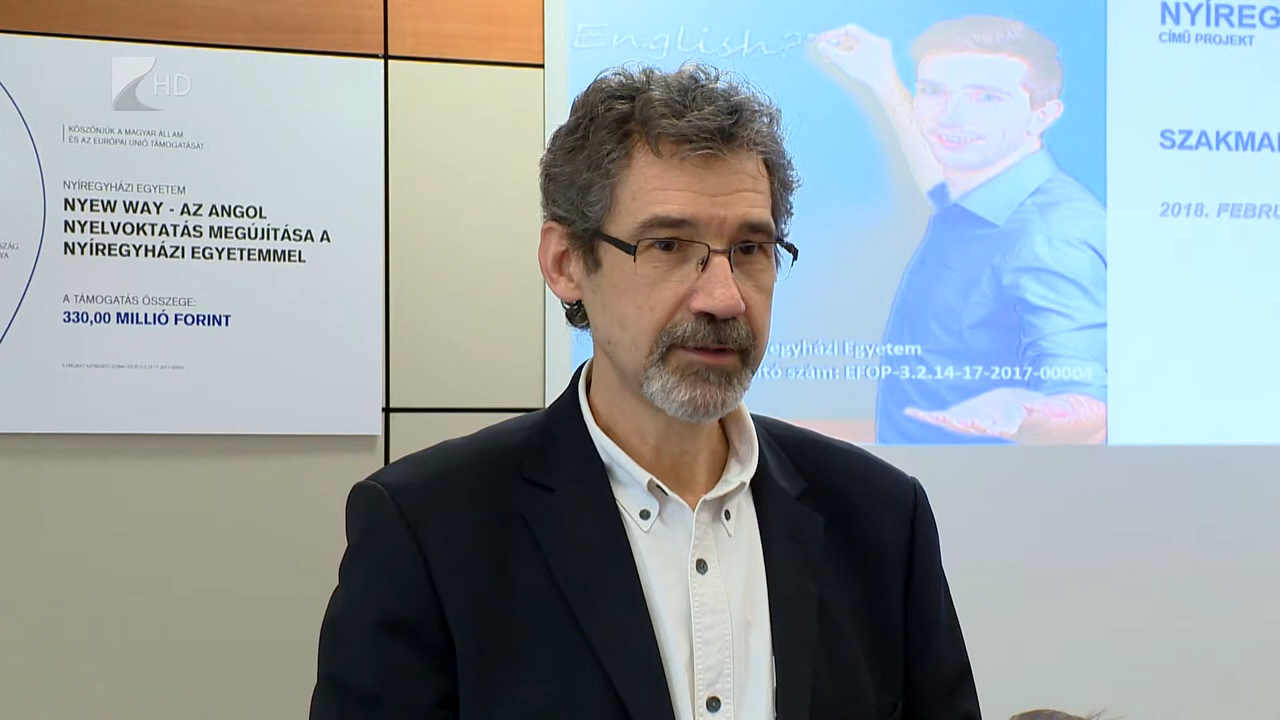 HD
KÖSZÖNJÜK A MAGYAR ÁLLAM
ÉS AZ EURÓPAI UNIÓ TÁMOGATÁSÁT.
NYÍREGYHÁZI EGYETEM
NYEW WAY - AZ ANGOL
NYELVOKTATÁS MEGÚJÍTÁSA A
NYÍREGYHÁZI EGYETEMMEL
A TÁMOGATÁS ÖSSZEGE:
330,00 MILLIÓ FORINT
English?
egyházi Egyetem
ító szám: EFOP-3.2.14-17-2017-00004
NYÍREG
CÍMŰ PROJEKT
SZAKMAI
2018. FEBRU